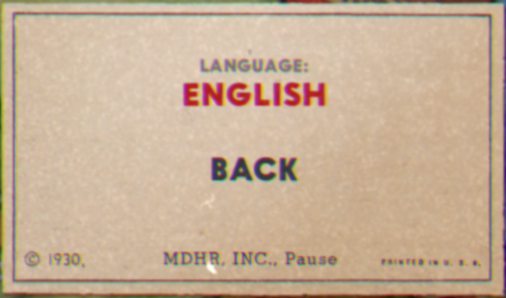 LANGUAGE:
ENGLISH
BACK
© 1930, MDHR, INC., Pause PRINTED IN U. S. A.